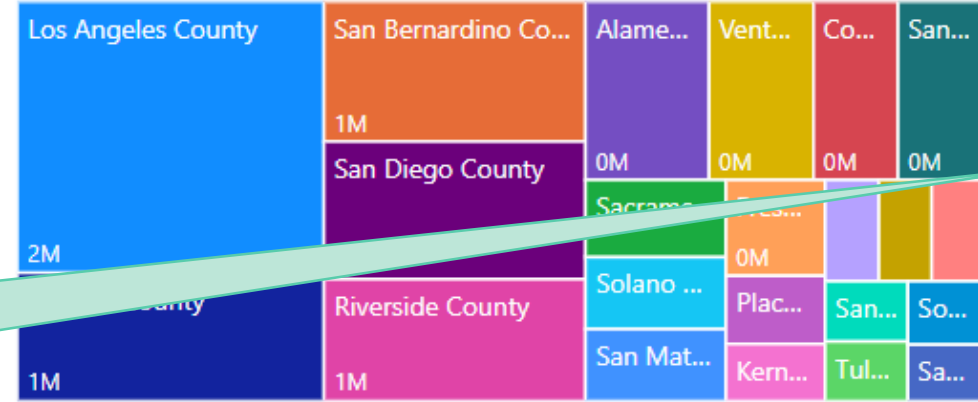 Los Angeles County
2M
1M
San Bernardino Co...
1M
San Diego County
Riverside County
1M
Alame...
0M
Vent...
0M
Co...
0M
San...
0M
Solano ...
San Mat...
0M
Plac...
Kern...
San...
Tul...
So...
Sa...